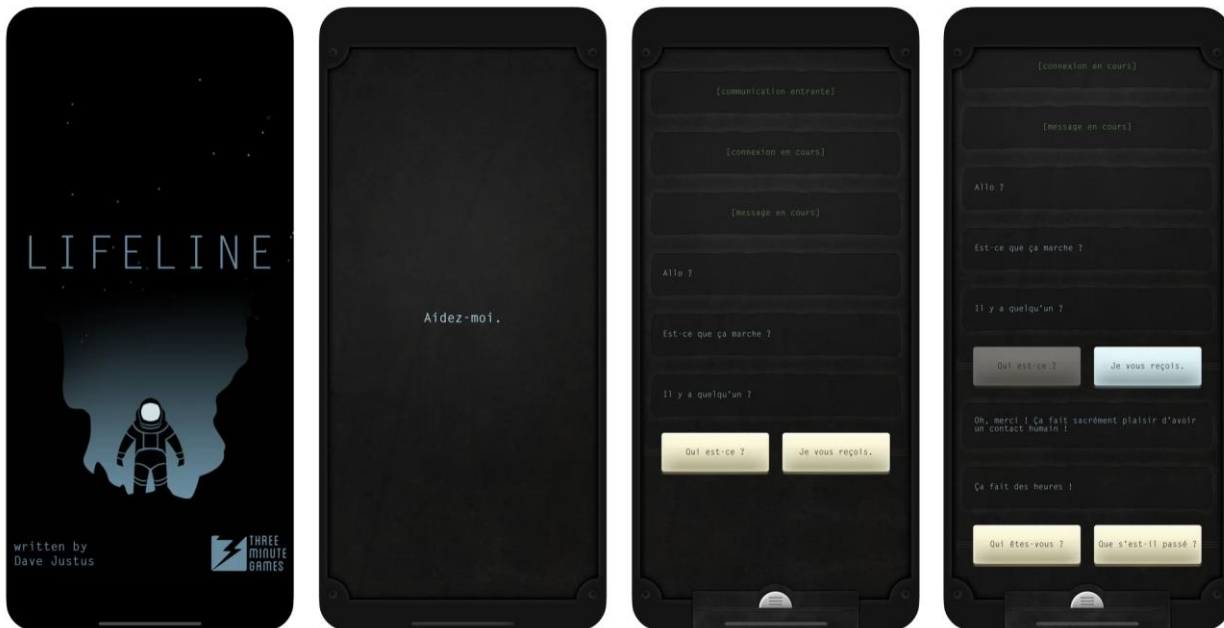 LIFELINE
written by
Dave Justus
THREE
MINUTE
GAMES
Aidez-moi.
[communication entrante]
[connexion en cours]
[message en cours]
Allo ?
Est-ce que ça marche ?
Il y a quelqu'un ?
Qui est-ce ?
Je vous reçois.
[connexion en cours]
[message en cours]
Allo ?
Est-ce que ça marche ?
Il y a quelqu'un ?
Qui est-ce ?
Je vous reçois.
Oh, merci ! Ça fait sacrément plaisir d'avoir
un contact humain !
Ça fait des heures !
Qui êtes-vous ?
Que s'est-il passé ?